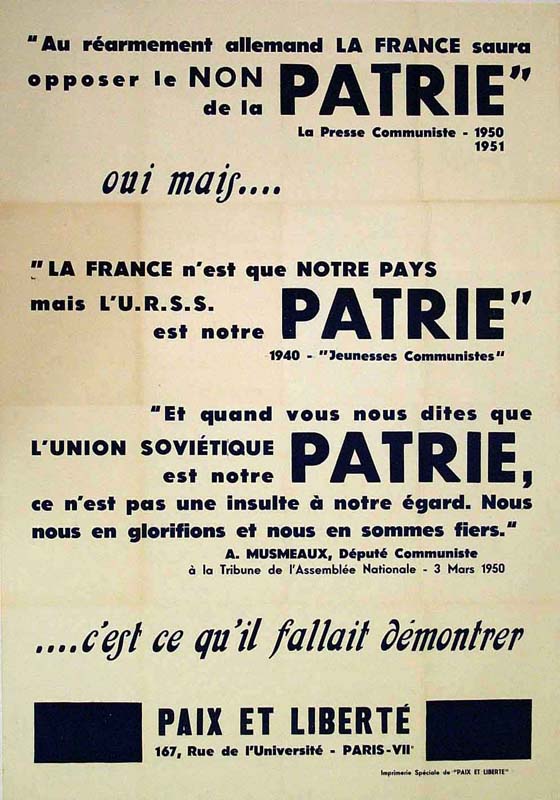 "Au réarmement allemand LA FRANCE saura
opposer le NON
de la PATRIE"
La Presse Communiste - 1950
1951
oui mais....
"LA FRANCE n'est que NOTRE PAYS
mais L'U.R.S.S.
est notre PATRIE"
1940 - "Jeunesses Communistes"
"Et quand vous nous dites que
L'UNION SOVIÉTIQUE
est notre PATRIE,
ce n'est pas une insulte à notre égard. Nous
nous en glorifions et nous en sommes fiers."
A. MUSMEAUX, Député Communiste
à la Tribune de l'Assemblée Nationale - 3 Mars 1950
....c'est ce qu'il fallait démontrer
PAIX ET LIBERTÉ
167, Rue de l'Université - PARIS-VIIe
Imprimerie Spéciale de "PAIX ET LIBERTE"